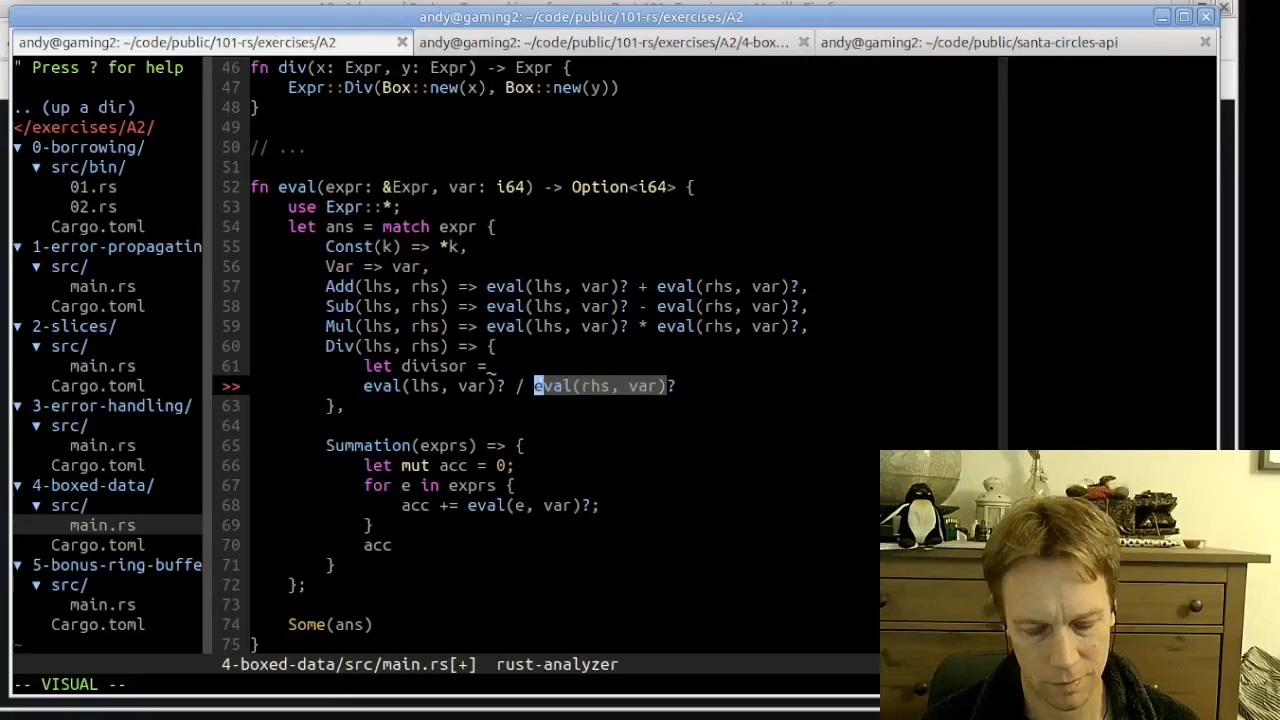 andy@gaming2: ~/code/public/101-rs/exercises/A2
andy@gaming2: ~/code/public/101-rs/exercises/A2
andy@gaming2: ~/code/public/101-rs/exercises/A2/4-box...
andy@gaming2: ~/code/public/santa-circles-api
" Press ? for help
.. (up a dir)
</exercises/A2/
▼ 0-borrowing/
▼ src/bin/
01.rs
02.rs
Cargo.toml
▼ 1-error-propagatin
▼ src/
main.rs
Cargo.toml
▼ 2-slices/
▼ src/
main.rs
Cargo.toml
▼ 3-error-handling/
▼ src/
main.rs
Cargo.toml
▼ 4-boxed-data/
▼ src/
main.rs
Cargo.toml
▼ 5-bonus-ring-buffe
▼ src/
main.rs
Cargo.toml
~
46 fn div(x: Expr, y: Expr) -> Expr {
47 Expr::Div(Box::new(x), Box::new(y))
48 }
49
50 // ...
51
52 fn eval(expr: &Expr, var: i64) -> Option<i64> {
53 use Expr::*;
54 let ans = match expr {
55 Const(k) => *k,
56 Var => var,
57 Add(lhs, rhs) => eval(lhs, var)? + eval(rhs, var)?,
58 Sub(lhs, rhs) => eval(lhs, var)? - eval(rhs, var)?,
59 Mul(lhs, rhs) => eval(lhs, var)? * eval(rhs, var)?,
60 Div(lhs, rhs) => {
61 let divisor =
>> eval(lhs, var)? / eval(rhs, var)?
63 },
64
65 Summation(exprs) => {
66 let mut acc = 0;
67 for e in exprs {
68 acc += eval(e, var)?;
69 }
70 acc
71 }
72 };
73
74 Some(ans)
75 }
4-boxed-data/src/main.rs[+] rust-analyzer
-- VISUAL --